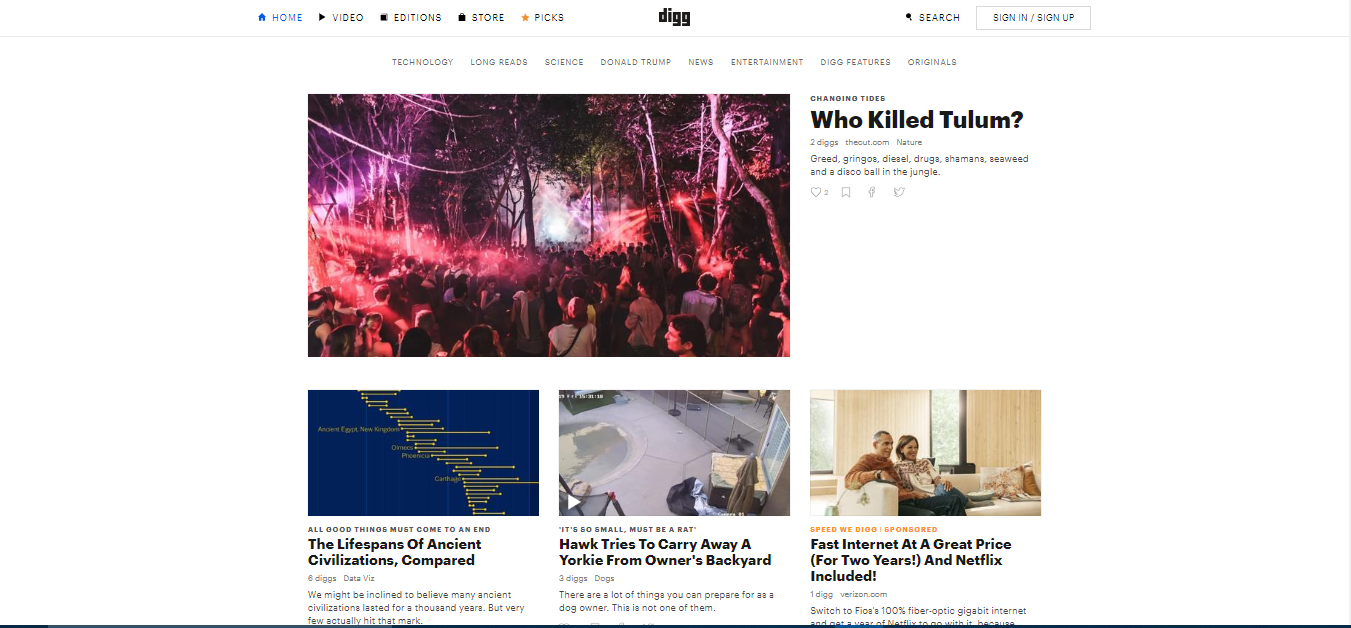 HOME VIDEO EDITIONS STORE PICKS digg SEARCH SIGN IN / SIGN UP
TECHNOLOGY LONG READS SCIENCE DONALD TRUMP NEWS ENTERTAINMENT DIGG FEATURES ORIGINALS
CHANGING TIDES
Who Killed Tulum?
2 diggs theout.com Nature
Greed, gringos, diesel, drugs, shamans, seaweed
and a disco ball in the jungle.
2
Ancient Egypt, New Kingdom
Olmecs
Phoenicia
Carthage
ALL GOOD THINGS MUST COME TO AN END
The Lifespans Of Ancient
Civilizations, Compared
6 diggs Data Viz
We might be inclined to believe many ancient
civilizations lasted for a thousand years. But very
few actually hit that mark.
'IT'S SO SMALL, MUST BE A RAT'
Hawk Tries To Carry Away A
Yorkie From Owner's Backyard
3 diggs Dogs
There are a lot of things you can prepare for as a
dog owner. This is not one of them.
SPEED WE DIGG | SPONSORED
Fast Internet At A Great Price
(For Two Years!) And Netflix
Included!
1 digg verizon.com
Switch to Fios's 100% fiber-optic gigabit internet
and get a year of Netflix to go with it, because